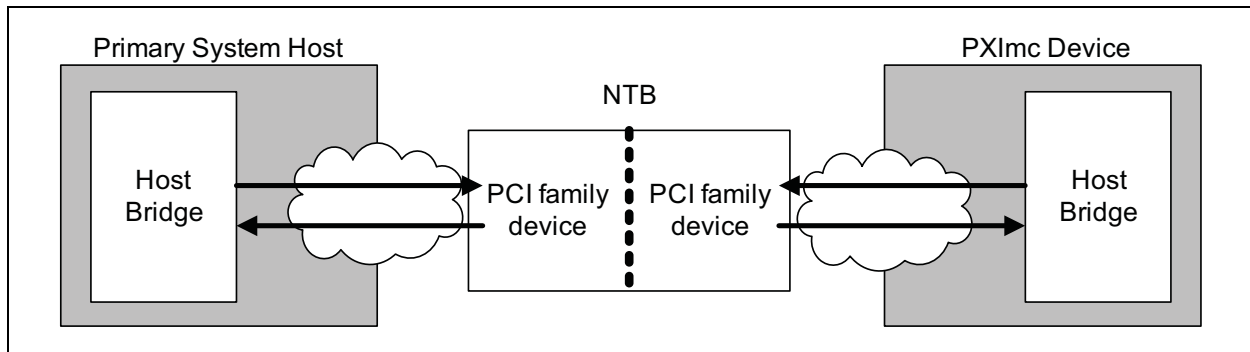 Primary System Host
PXImc Device
NTB
Host
Bridge
PCI family
device
PCI family
device
Host
Bridge